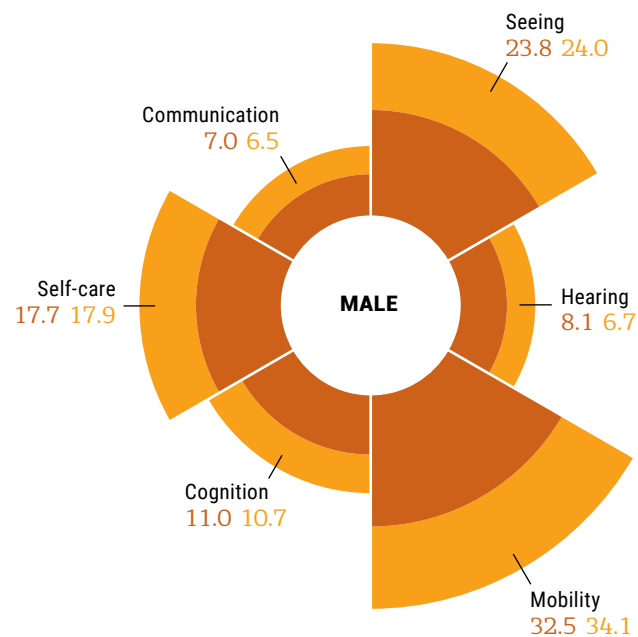 Seeing
23.8 24.0
Communication
7.0 6.5
Self-care
17.7 17.9
MALE
Hearing
8.1 6.7
Cognition
11.0 10.7
Mobility
32.5 34.1